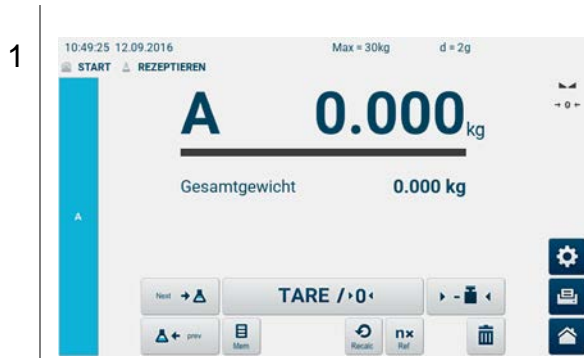 1
10:49:25 12.09.2016 Max = 30kg d = 2g
START REZEPTIEREN
A 0.000 kg
→ 0 ←
Gesamtgewicht 0.000 kg
A
Next TARE / 0
prev Mem Recalc n× Ref